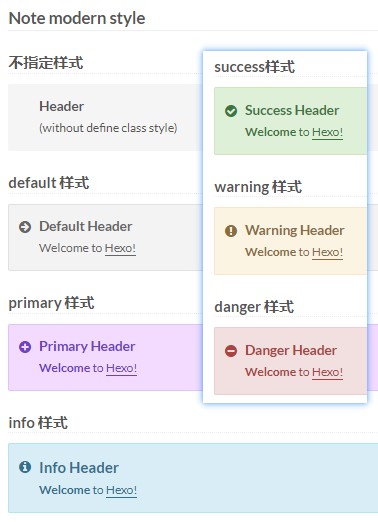 Note modern style
不指定样式
Header
(without define class style)
default 样式
Default Header
Welcome to Hexo!
primary 样式
Primary Header
Welcome to Hexo!
info 样式
Info Header
Welcome to Hexo!
success样式
Success Header
Welcome to Hexo!
warning 样式
Warning Header
Welcome to Hexo!
danger 样式
Danger Header
Welcome to Hexo!